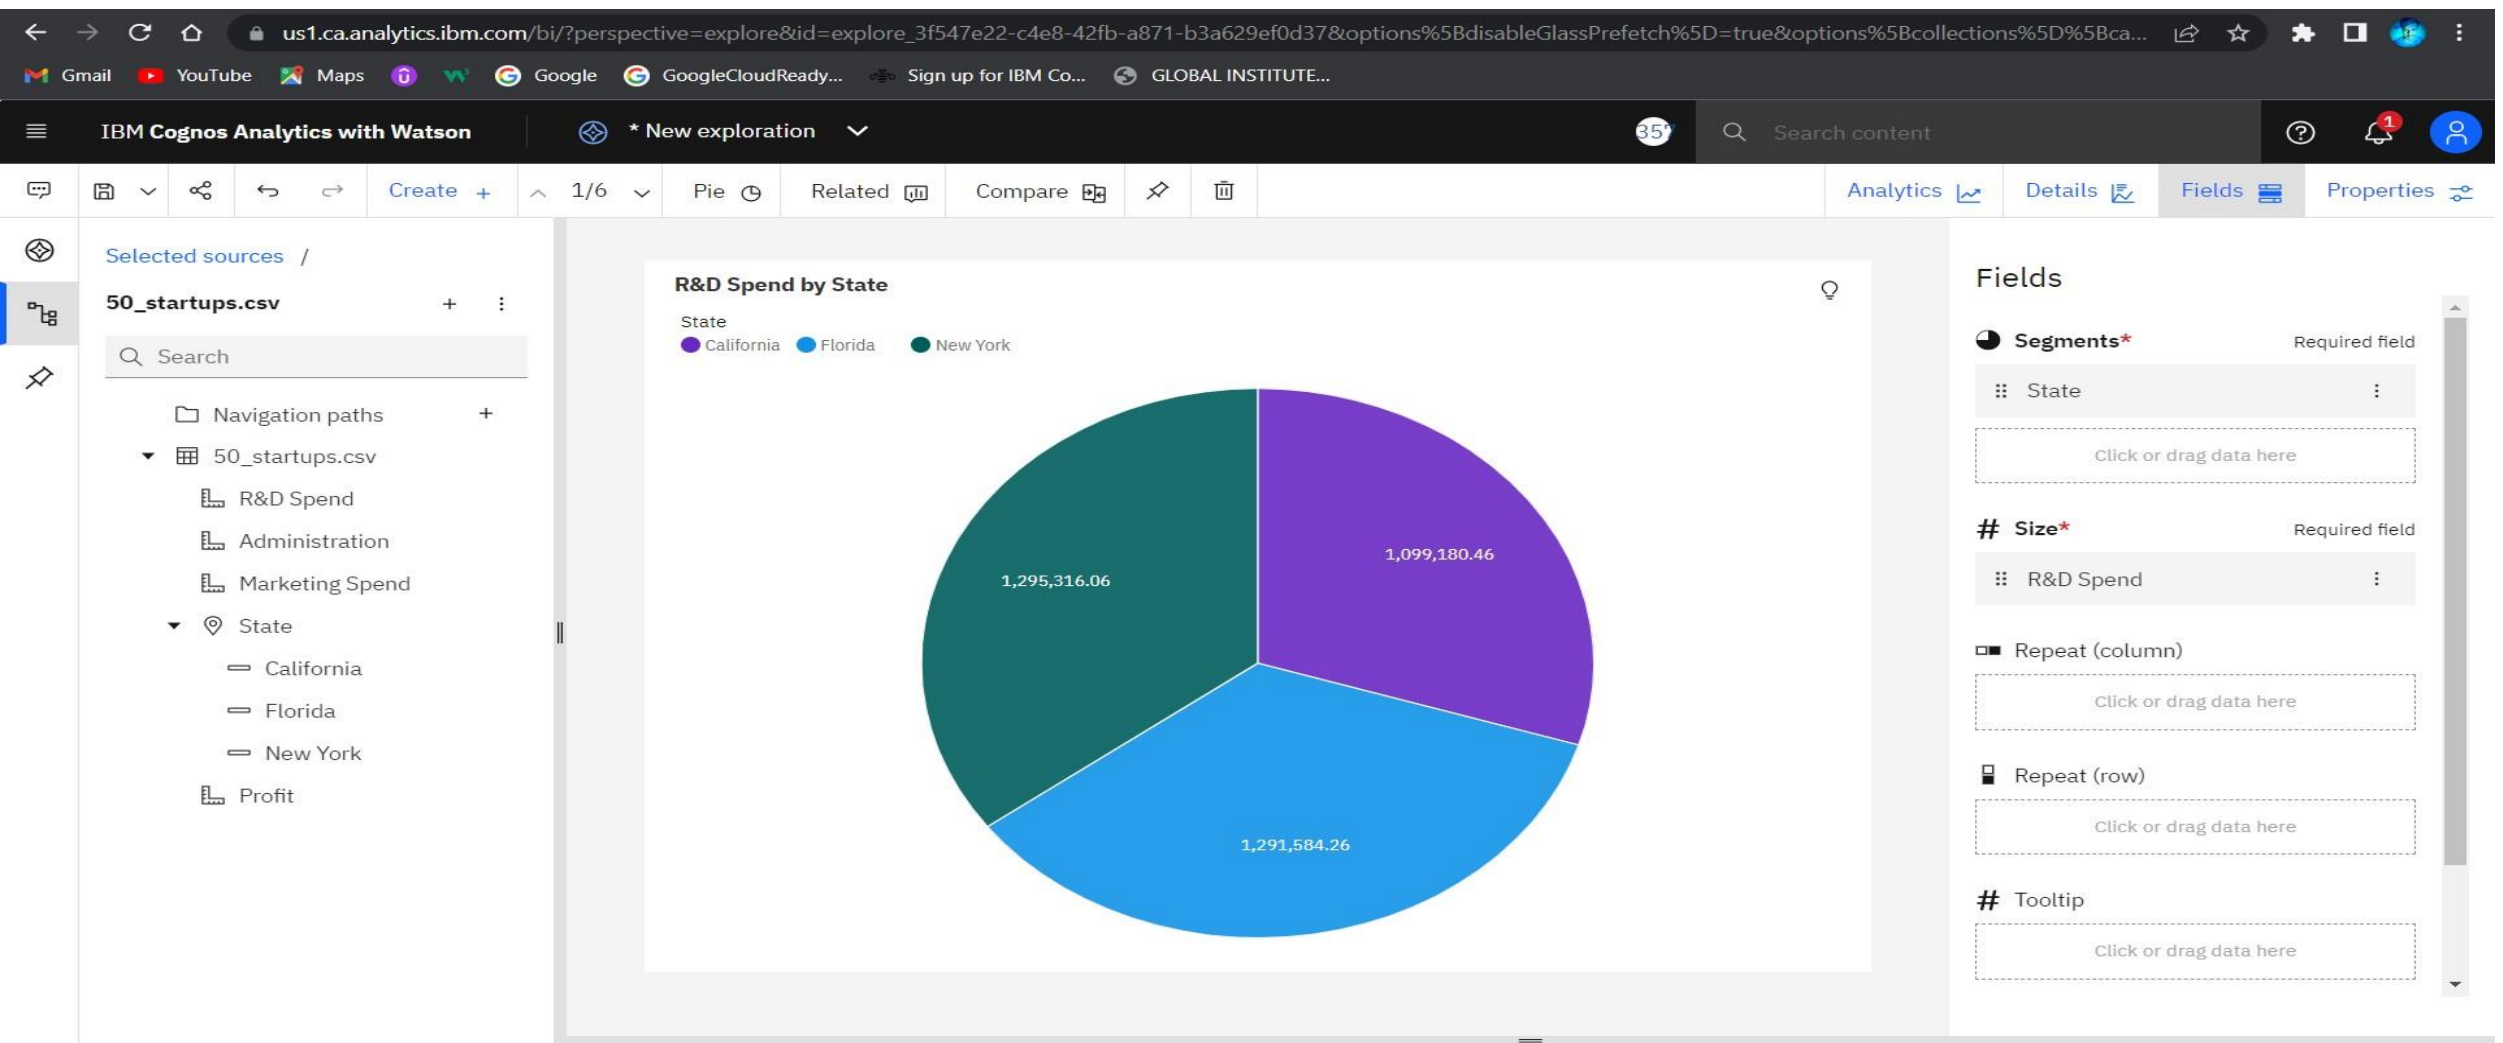 us1.ca.analytics.ibm.com/bi/?perspective=explore&id=explore_3f547e22-c4e8-42fb-a871-b3a629ef0d37&options%5BdisableGlassPrefetch%5D=true&options%5Bcollections%5D%5Bca...
Gmail YouTube Maps Google GoogleCloudReady... Sign up for IBM Co... GLOBAL INSTITUTE...
IBM Cognos Analytics with Watson * New exploration 357 Search content 1
Create + 1/6 Pie Related Compare Analytics Details Fields Properties
Selected sources /
50_startups.csv
Search
Navigation paths
50_startups.csv
R&D Spend
Administration
Marketing Spend
State
California
Florida
New York
Profit
R&D Spend by State
State
California Florida New York
1,099,180.46
1,295,316.06
1,291,584.26
Fields
Segments* Required field
State
Click or drag data here
# Size* Required field
R&D Spend
Repeat (column)
Click or drag data here
Repeat (row)
Click or drag data here
# Tooltip
Click or drag data here